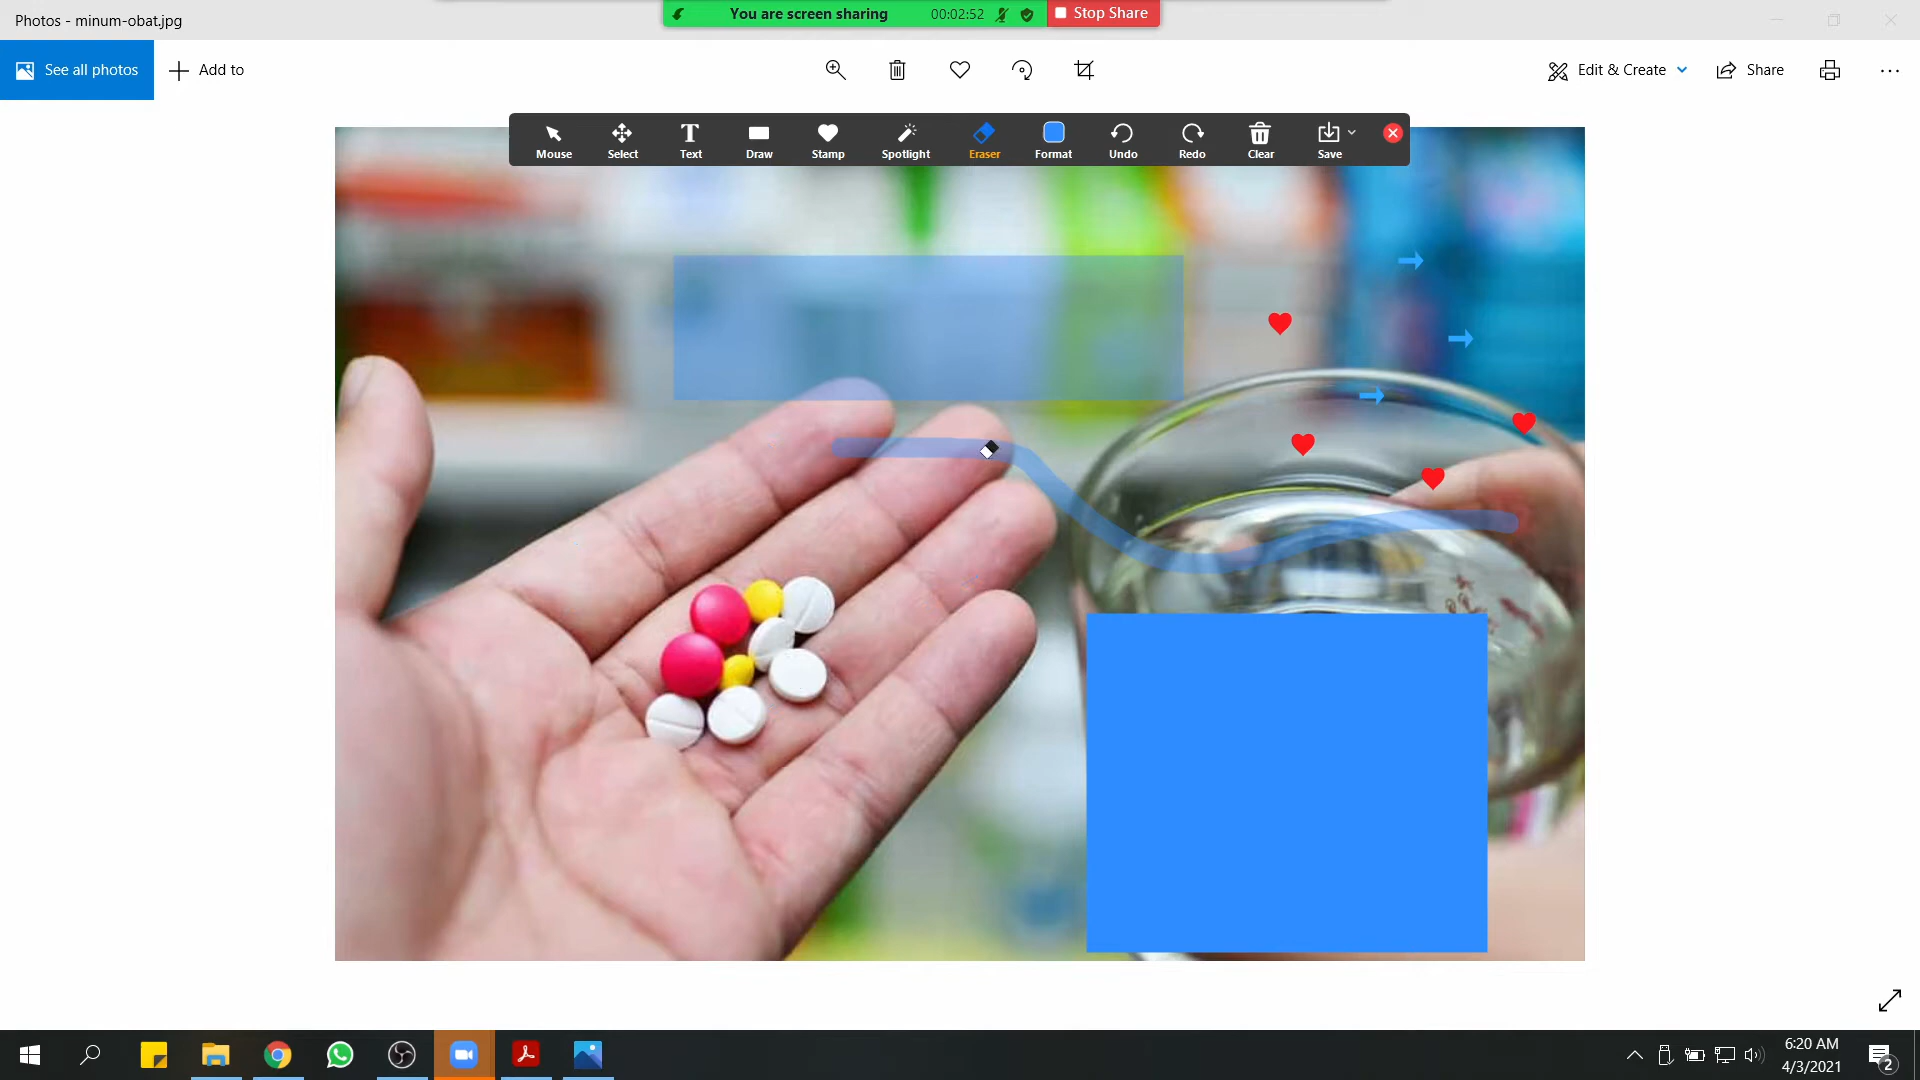 Photos - minum-obat.jpg
You are screen sharing 00:02:52 Stop Share
See all photos Add to Edit & Create Share
Mouse Select Text Draw Stamp Spotlight Eraser Format Undo Redo Clear Save
6:20 AM
4/3/2021
2